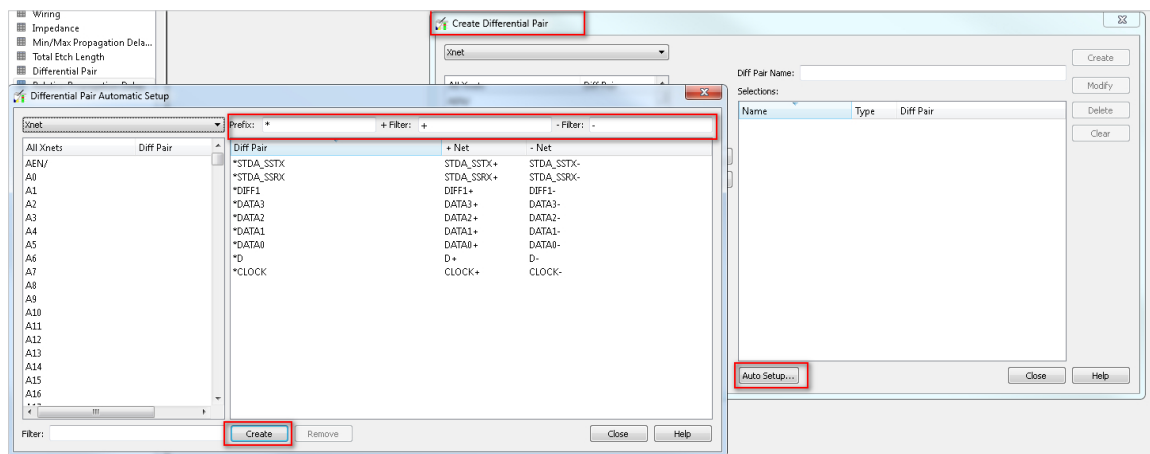 Wiring
Impedance
Min/Max Propagation Dela...
Total Etch Length
Differential Pair
Create Differential Pair
Xnet
Diff Pair Name:
Selections:
Name Type Diff Pair
Create
Modify
Delete
Clear
Auto Setup...
Close Help
Differential Pair Automatic Setup
Xnet
Prefix: * + Filter: + - Filter: -
All Xnets Diff Pair
AEN/
A0
A1
A2
A3
A4
A5
A6
A7
A8
A9
A10
A11
A12
A13
A14
A15
A16
Diff Pair + Net - Net
*STDA_SSTX STDA_SSTX+ STDA_SSTX-
*STDA_SSRX STDA_SSRX+ STDA_SSRX-
*DIFF1 DIFF1+ DIFF1-
*DATA3 DATA3+ DATA3-
*DATA2 DATA2+ DATA2-
*DATA1 DATA1+ DATA1-
*DATA0 DATA0+ DATA0-
*D D+ D-
*CLOCK CLOCK+ CLOCK-
Filter:
Create Remove Close Help